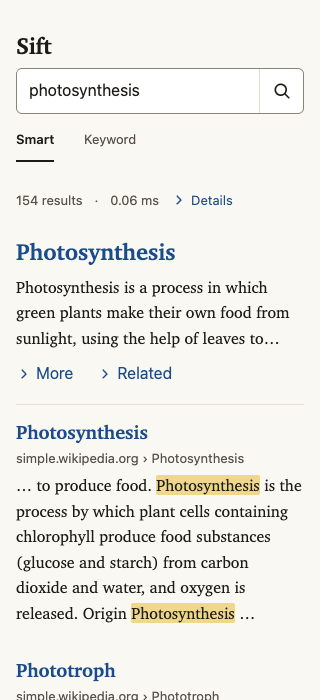 Sift
photosynthesis
Smart Keyword
154 results · 0.06 ms Details
Photosynthesis
Photosynthesis is a process in which
green plants make their own food from
sunlight, using the help of leaves to…
More Related
Photosynthesis
simple.wikipedia.org › Photosynthesis
… to produce food. Photosynthesis is the
process by which plant cells containing
chlorophyll produce food substances
(glucose and starch) from carbon
dioxide and water, and oxygen is
released. Origin Photosynthesis …
Phototroph
simple.wikipedia.org › Phototroph